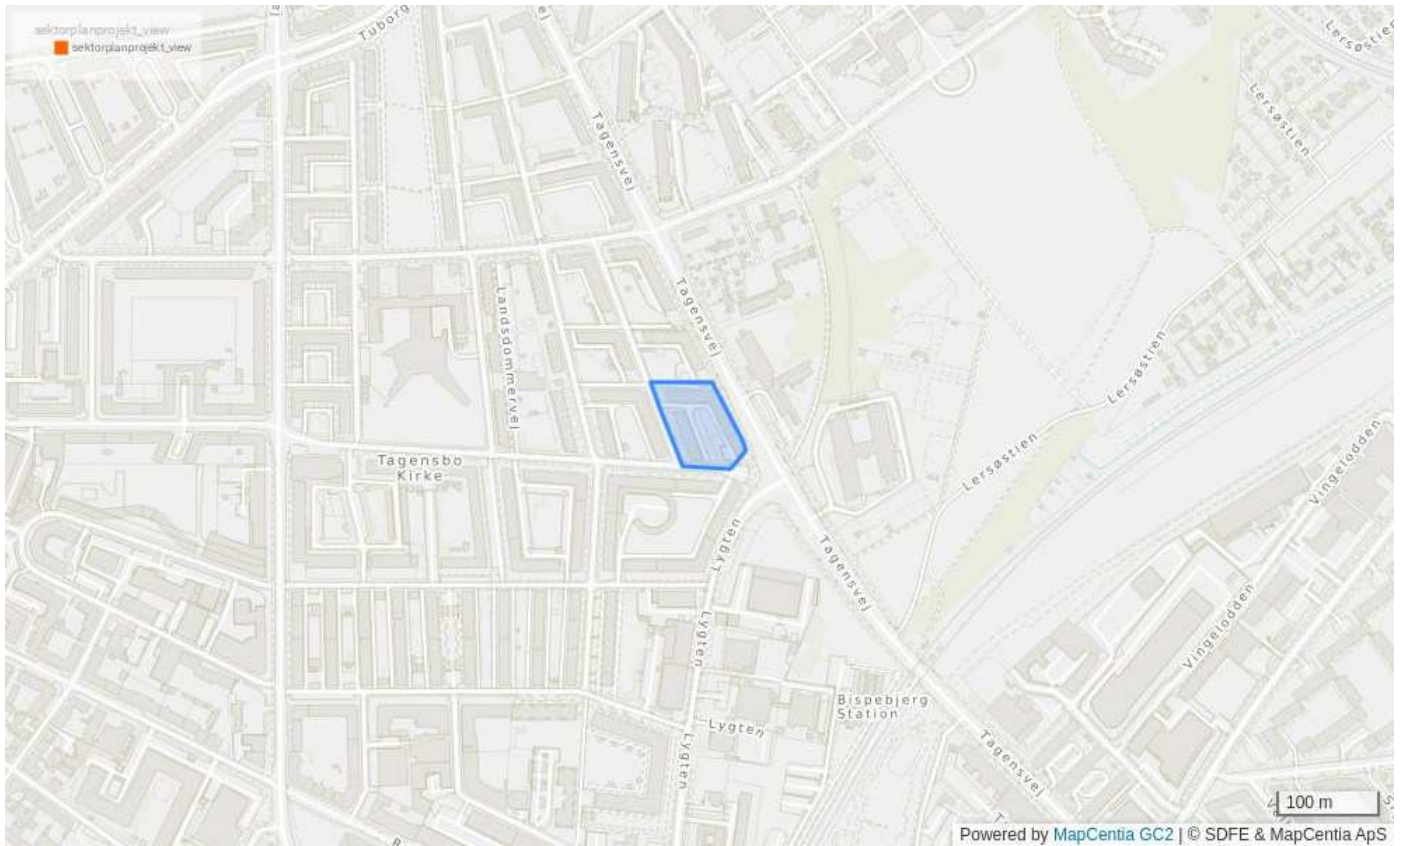 sektorplanprojekt_view
sektorplanprojekt_view
Tuborg
Lersøstien
Tagensvej
Lersøstien
Tagensvej
Landsdommervej
Lersøstien
Vingelodden
Tagensbo
Kirke
Lersøstien
Lygten
Tagensvej
Vingelodden
Lygten
Bispebjerg
Station
Lygten
Lygten
Tagensvej
100 m
Powered by MapCentia GC2 | © SDFE & MapCentia ApS